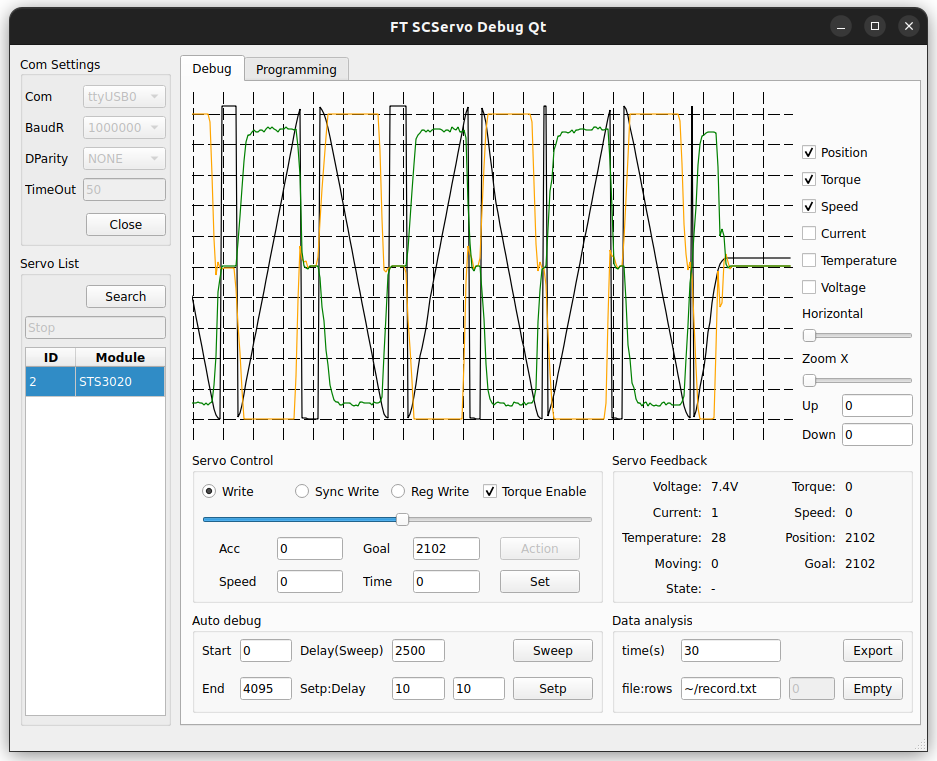 FT SCServo Debug Qt
Com Settings
Com ttyUSB0
BaudR 1000000
DParity NONE
TimeOut 50
Close
Servo List
Search
Stop
ID Module
2 STS3020
Debug Programming
Position
Torque
Speed
Current
Temperature
Voltage
Horizontal
Zoom X
Up 0
Down 0
Servo Control
Write Sync Write Reg Write Torque Enable
Acc 0 Goal 2102 Action
Speed 0 Time 0 Set
Servo Feedback
Voltage: 7.4V Torque: 0
Current: 1 Speed: 0
Temperature: 28 Position: 2102
Moving: 0 Goal: 2102
State: -
Auto debug
Start 0 Delay(Sweep) 2500 Sweep
End 4095 Setp:Delay 10 10 Setp
Data analysis
time(s) 30 Export
file:rows ~/record.txt 0 Empty